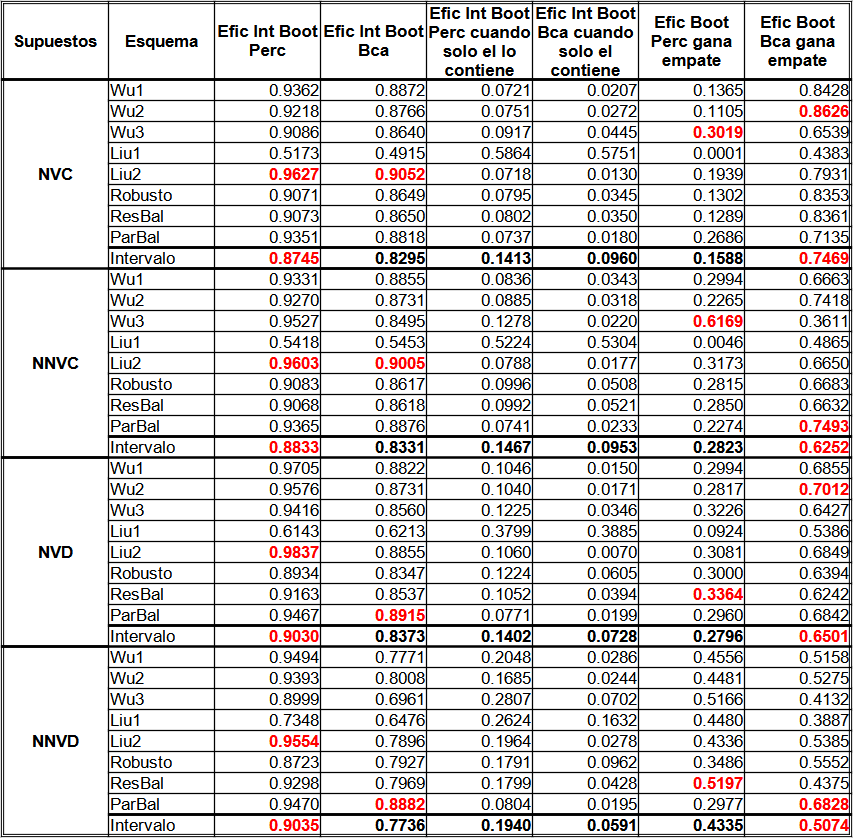 Supuestos Esquema Efic Int Boot Perc Efic Int Boot Bca Efic Int Boot Perc cuando solo el lo contiene Efic Int Boot Bca cuando solo el contiene Efic Boot Perc gana empate Efic Boot Bca gana empate
NVC
Wu1 0.9362 0.8872 0.0721 0.0207 0.1365 0.8428
Wu2 0.9218 0.8766 0.0751 0.0272 0.1105 0.8626
Wu3 0.9086 0.8640 0.0917 0.0445 0.3019 0.6539
Liu1 0.5173 0.4915 0.5864 0.5751 0.0001 0.4383
Liu2 0.9627 0.9052 0.0718 0.0130 0.1939 0.7931
Robusto 0.9071 0.8649 0.0795 0.0345 0.1302 0.8353
ResBal 0.9073 0.8650 0.0802 0.0350 0.1289 0.8361
ParBal 0.9351 0.8818 0.0737 0.0180 0.2686 0.7135
Intervalo 0.8745 0.8295 0.1413 0.0960 0.1588 0.7469
NNVC
Wu1 0.9331 0.8855 0.0836 0.0343 0.2994 0.6663
Wu2 0.9270 0.8731 0.0885 0.0318 0.2265 0.7418
Wu3 0.9527 0.8495 0.1278 0.0220 0.6169 0.3611
Liu1 0.5418 0.5453 0.5224 0.5304 0.0046 0.4865
Liu2 0.9603 0.9005 0.0788 0.0177 0.3173 0.6650
Robusto 0.9083 0.8617 0.0996 0.0508 0.2815 0.6683
ResBal 0.9068 0.8618 0.0992 0.0521 0.2850 0.6632
ParBal 0.9365 0.8876 0.0741 0.0233 0.2274 0.7493
Intervalo 0.8833 0.8331 0.1467 0.0953 0.2823 0.6252
NVD
Wu1 0.9705 0.8822 0.1046 0.0150 0.2994 0.6855
Wu2 0.9576 0.8731 0.1040 0.0171 0.2817 0.7012
Wu3 0.9416 0.8560 0.1225 0.0346 0.3226 0.6427
Liu1 0.6143 0.6213 0.3799 0.3885 0.0924 0.5386
Liu2 0.9837 0.8855 0.1060 0.0070 0.3081 0.6849
Robusto 0.8934 0.8347 0.1224 0.0605 0.3000 0.6394
ResBal 0.9163 0.8537 0.1052 0.0394 0.3364 0.6242
ParBal 0.9467 0.8915 0.0771 0.0199 0.2960 0.6842
Intervalo 0.9030 0.8373 0.1402 0.0728 0.2796 0.6501
NNVD
Wu1 0.9494 0.7771 0.2048 0.0286 0.4556 0.5158
Wu2 0.9393 0.8008 0.1685 0.0244 0.4481 0.5275
Wu3 0.8999 0.6961 0.2807 0.0702 0.5166 0.4132
Liu1 0.7348 0.6476 0.2624 0.1632 0.4480 0.3887
Liu2 0.9554 0.7896 0.1964 0.0278 0.4336 0.5385
Robusto 0.8723 0.7927 0.1791 0.0962 0.3486 0.5552
ResBal 0.9298 0.7969 0.1799 0.0428 0.5197 0.4375
ParBal 0.9470 0.8882 0.0804 0.0195 0.2977 0.6828
Intervalo 0.9035 0.7736 0.1940 0.0591 0.4335 0.5074